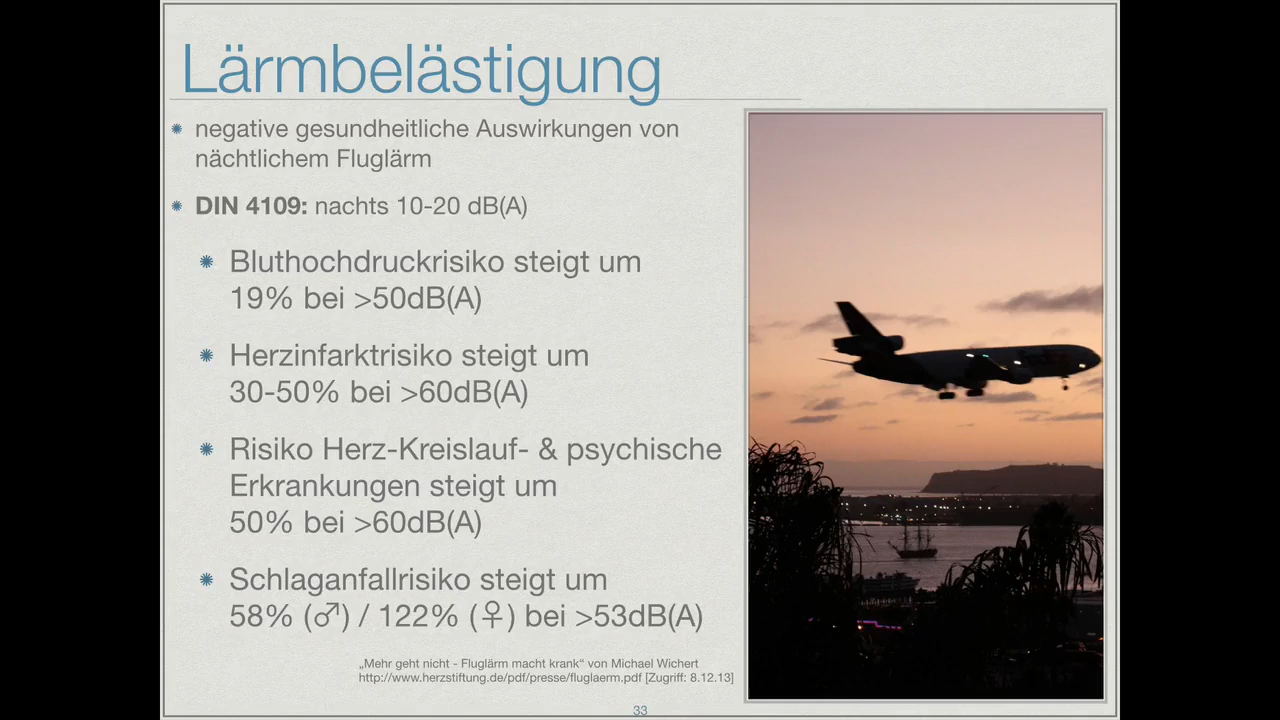 Lärmbelästigung
negative gesundheitliche Auswirkungen von
nächtlichem Fluglärm
DIN 4109: nachts 10-20 dB(A)
Bluthochdruckrisiko steigt um
19% bei >50dB(A)
Herzinfarktrisiko steigt um
30-50% bei >60dB(A)
Risiko Herz-Kreislauf- & psychische
Erkrankungen steigt um
50% bei >60dB(A)
Schlaganfallrisiko steigt um
58% (♂) / 122% (♀) bei >53dB(A)
„Mehr geht nicht - Fluglärm macht krank“ von Michael Wichert
http://www.herzstiftung.de/pdf/presse/fluglaerm.pdf [Zugriff: 8.12.13]
33